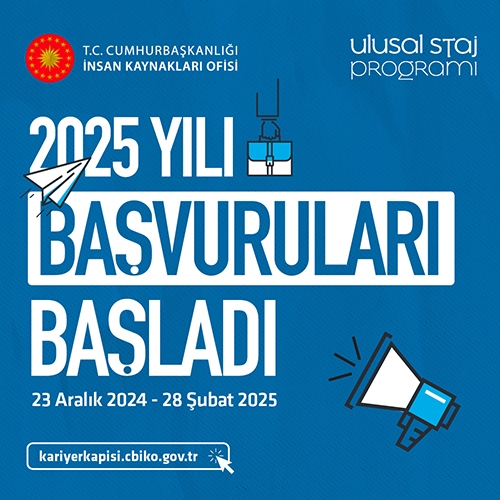 T.C. CUMHURBAŞKANLIĞI
İNSAN KAYNAKLARI OFİSİ
ulusal staj
programı
2025 YILI
BAŞVURULARI
BAŞLADI
23 Aralık 2024 - 28 Şubat 2025
kariyerkapisi.cbiko.gov.tr